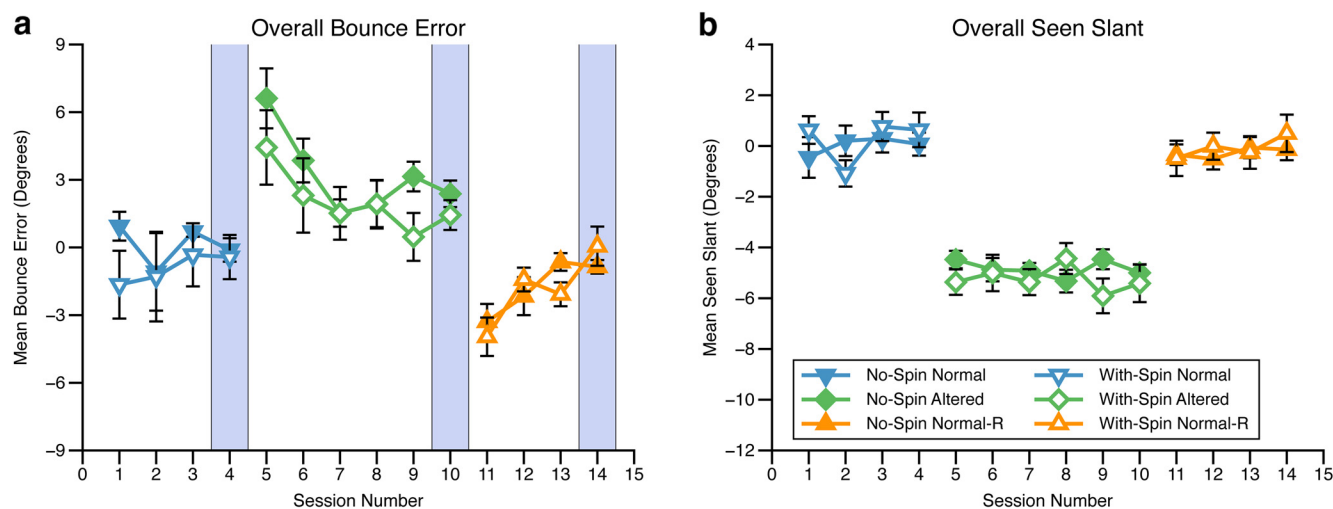 a
Overall Bounce Error
Mean Bounce Error (Degrees)
9
6
3
0
−3
−6
−9
0 1 2 3 4 5 6 7 8 9 10 11 12 13 14 15
Session Number
b
Overall Seen Slant
Mean Seen Slant (Degrees)
4
2
0
−2
−4
−6
−8
−10
−12
No-Spin Normal With-Spin Normal
No-Spin Altered With-Spin Altered
No-Spin Normal-R With-Spin Normal-R
0 1 2 3 4 5 6 7 8 9 10 11 12 13 14 15
Session Number